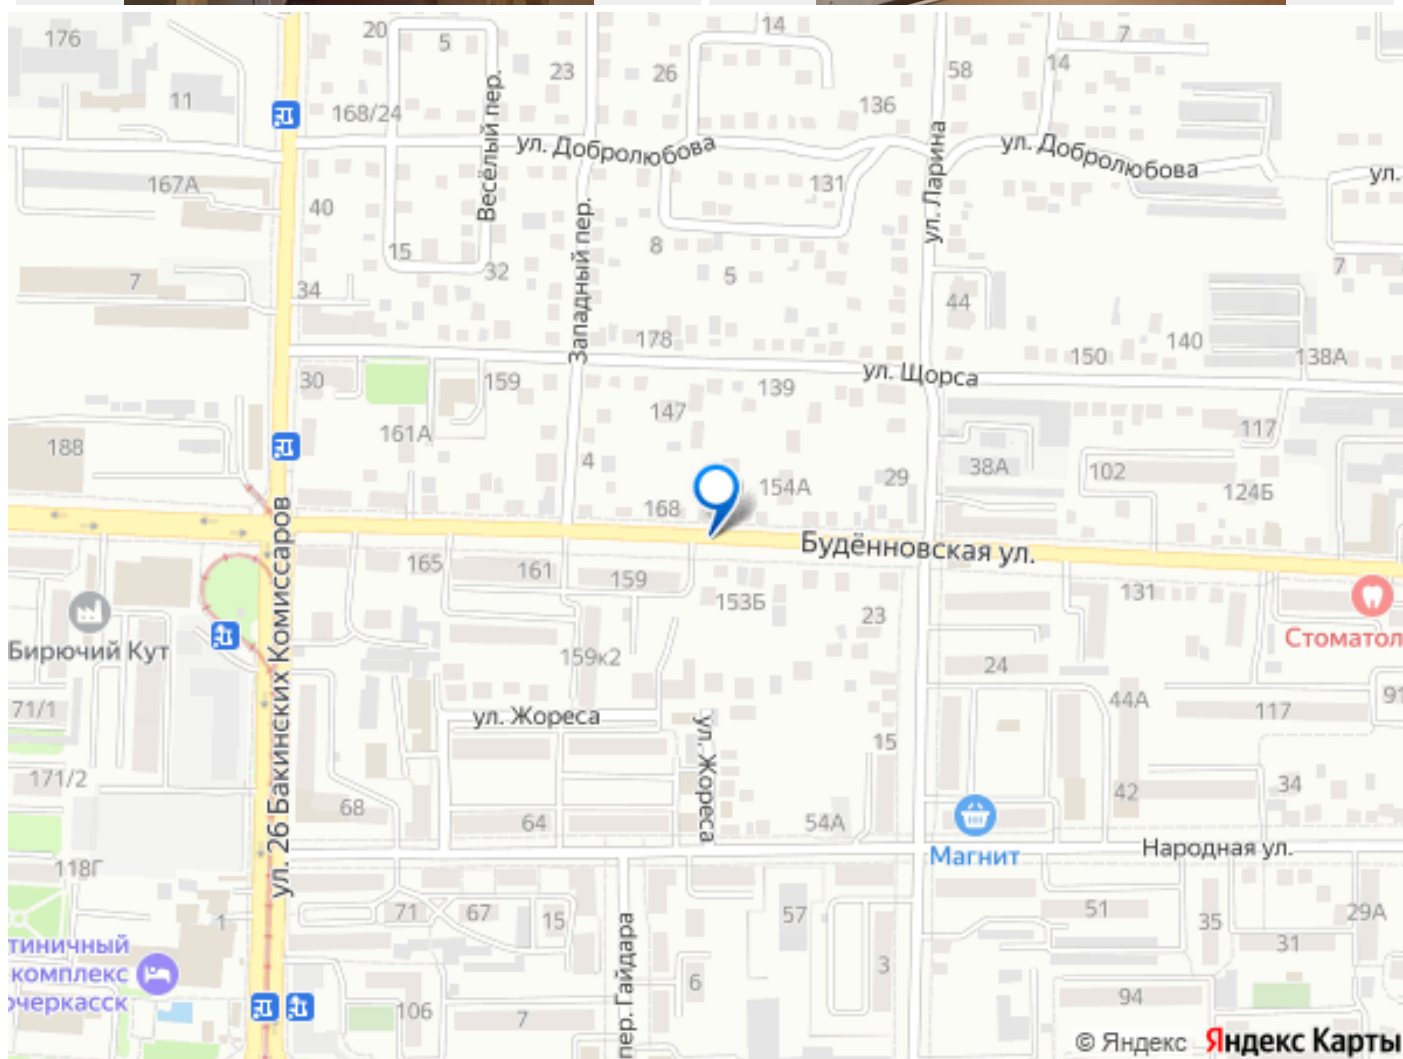 176
20
5
14
7
11
168/24
23
26
58
14
136
Весёлый пер.
ул. Добролюбова
ул. Ларина
ул. Добролюбова
167А
131
ул.
40
Западный пер.
15
32
8
5
7
7
34
44
178
150
140
138А
30
159
139
ул. Щорса
147
161А
117
188
4
154А
29
38А
102
124Б
168
Будённовская ул.
165
161
159
153Б
23
131
Стоматол
Бирючий Кут
ул. 26 Бакинских Комиссаров
159к2
24
71/1
ул. Жореса
44А
117
91
ул. Жореса
15
171/2
68
64
54А
42
34
Магнит
Народная ул.
118Г
1
71
67
15
57
51
35
29А
31
тиничный
комплекс
очеркасск
пер. Гайдара
3
6
106
7
94
© Яндекс Яндекс Карты